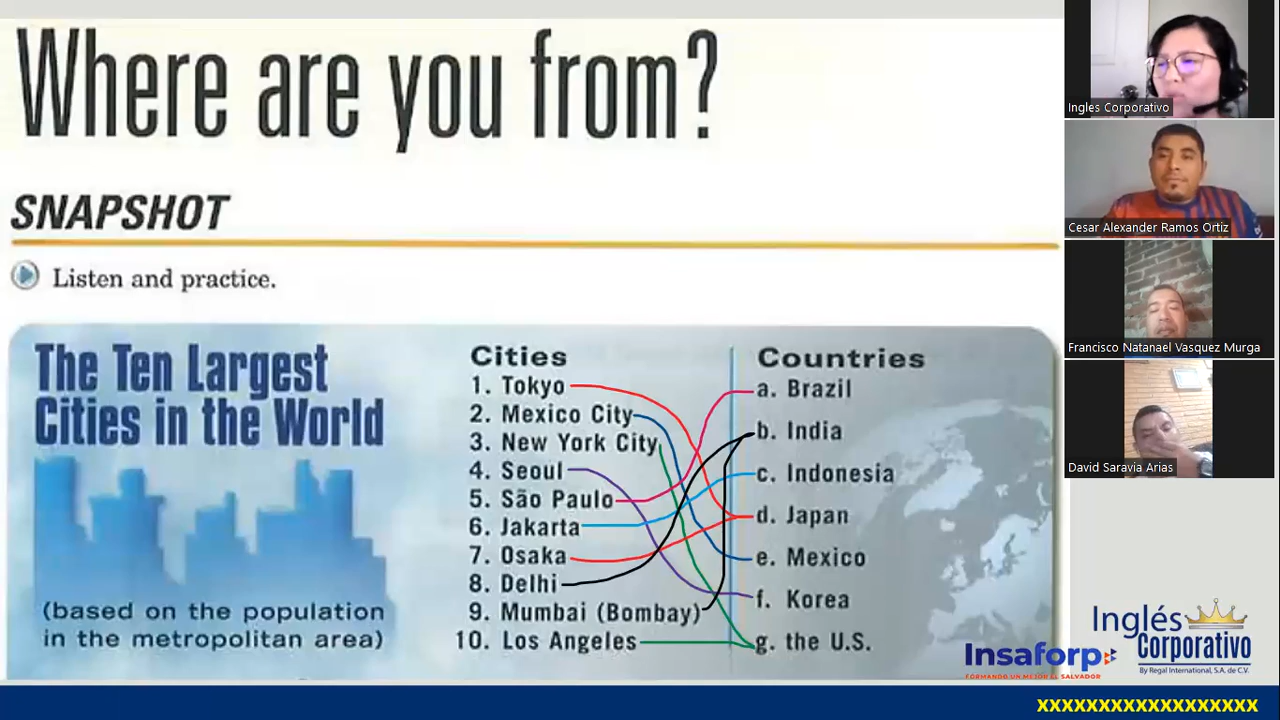 Where are you from?
SNAPSHOT
Listen and practice.
The Ten Largest
Cities in the World
(based on the population
in the metropolitan area)
Cities
1. Tokyo
2. Mexico City
3. New York City
4. Seoul
5. São Paulo
6. Jakarta
7. Osaka
8. Delhi
9. Mumbai (Bombay)
10. Los Angeles
Countries
a. Brazil
b. India
c. Indonesia
d. Japan
e. Mexico
f. Korea
g. the U.S.
Ingles Corporativo
Cesar Alexander Ramos Ortiz
Francisco Natanael Vasquez Murga
David Saravia Arias
Insaforp
FORMANDO UN MEJOR EL SALVADOR
Inglés
Corporativo
By Regal International, S.A. de C.V.
XXXXXXXXXXXXXXXXXX